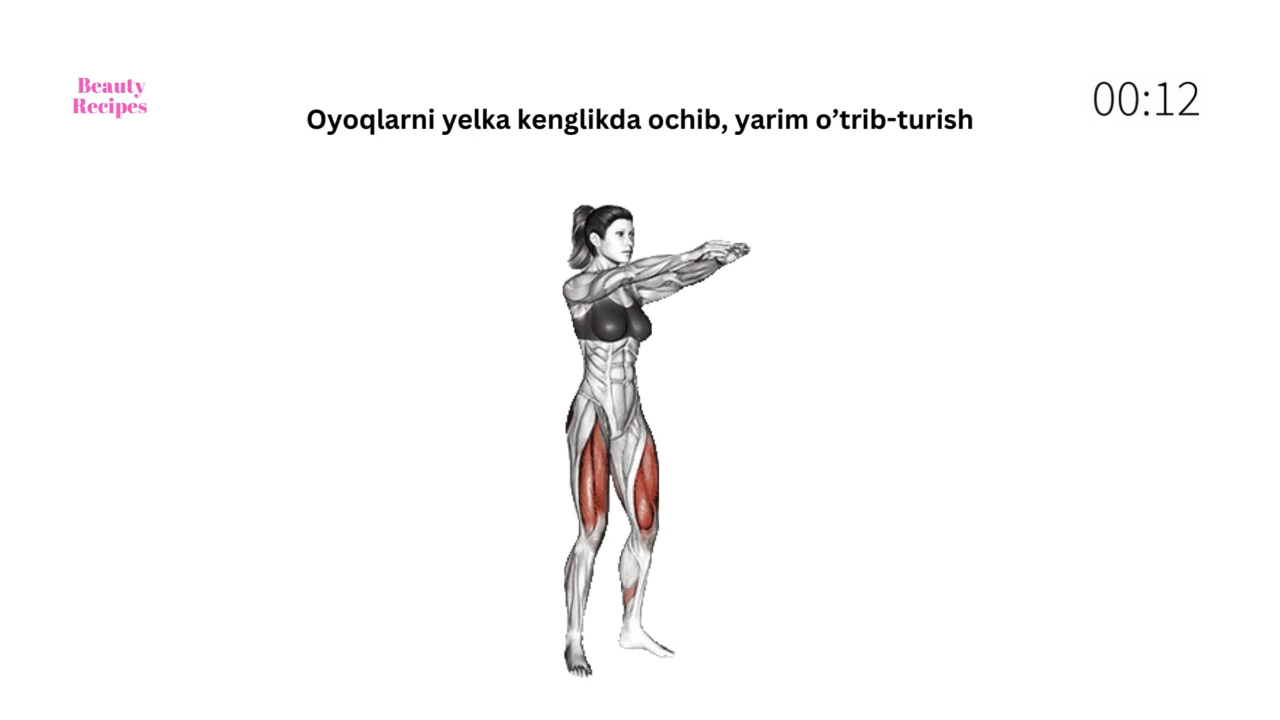 Beauty
Recipes
Oyoqlarni yelka kenglikda ochib, yarim o’trib-turish
00:12